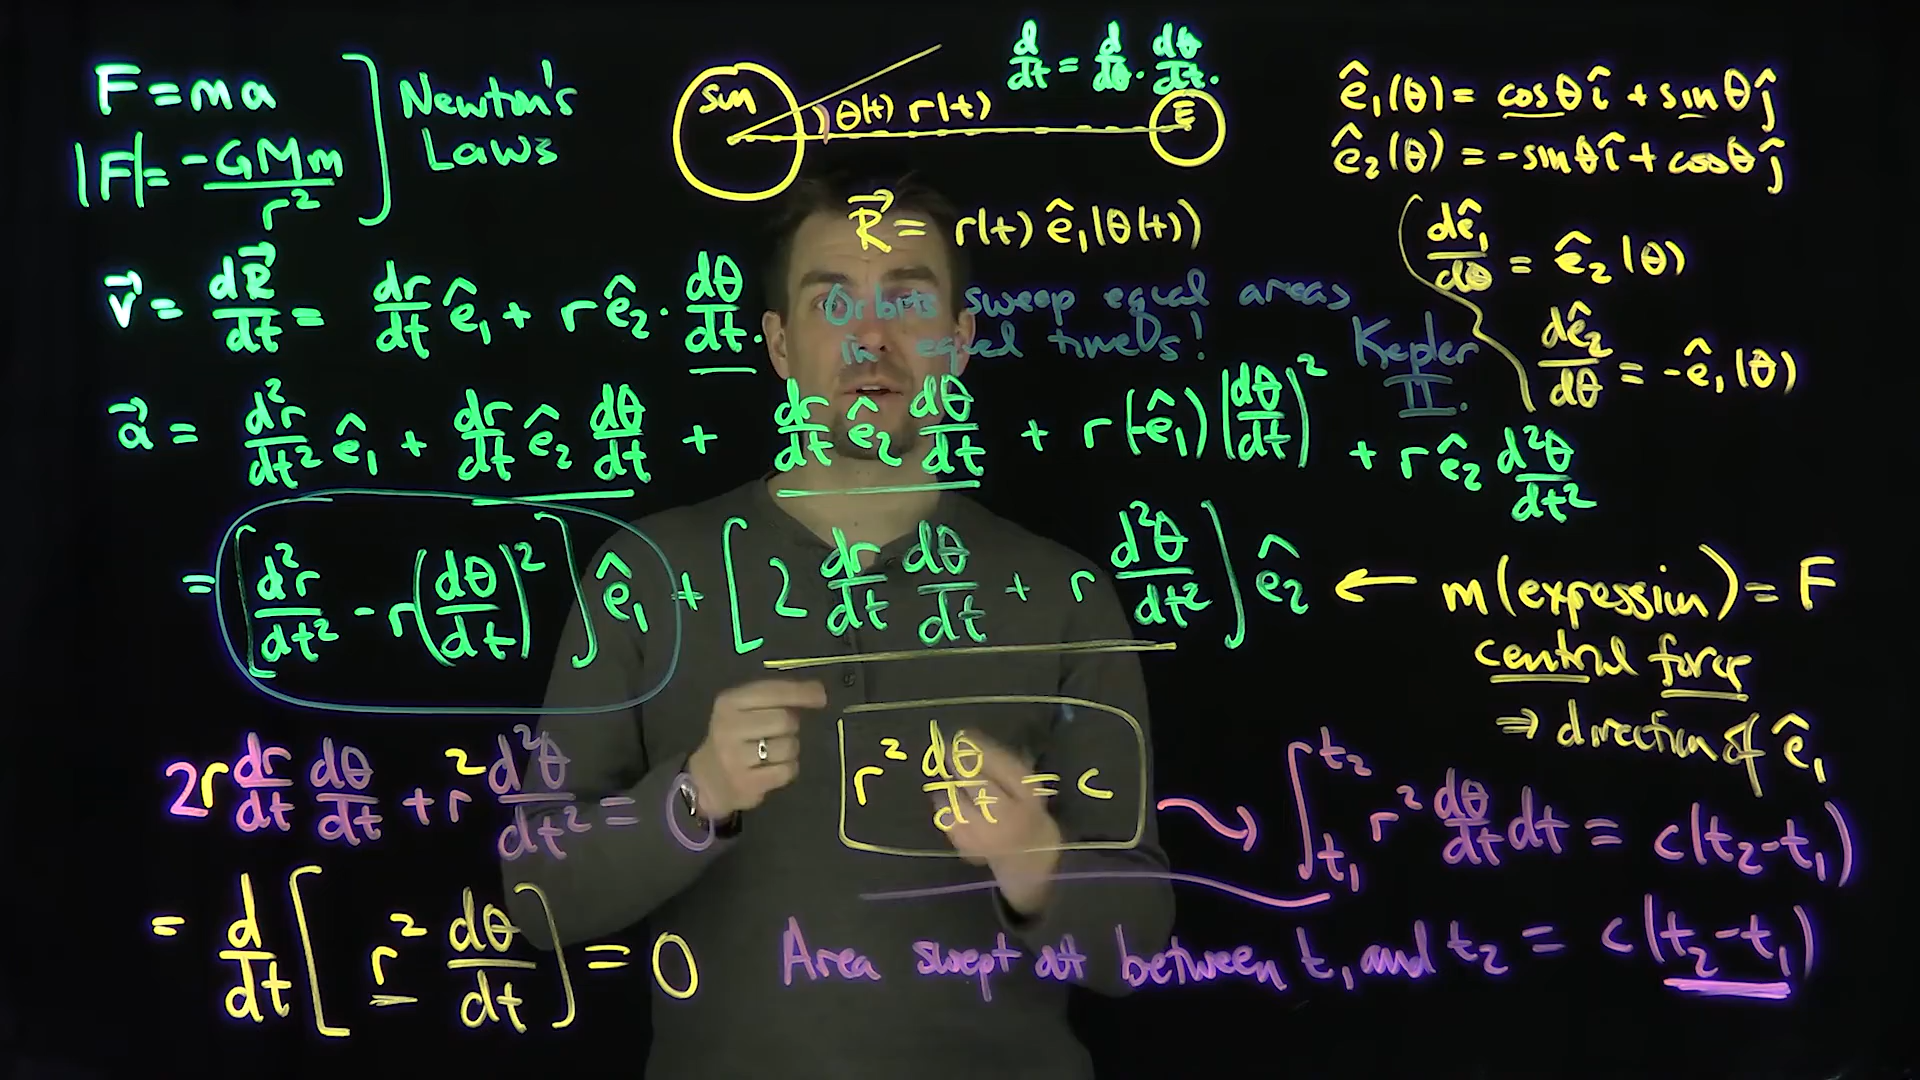 F = ma
|F| = -GMm/r²
Newton's
Laws
sun
θ(t) r(t)
E
d/dt = d/dθ · dθ/dt.
ê₁(θ) = cosθ î + sinθ ĵ
ê₂(θ) = -sinθ î + cosθ ĵ
R⃗ = r(t) ê₁(θ(t))
dê₁/dθ = ê₂(θ)
dê₂/dθ = -ê₁(θ)
v⃗ = dR⃗/dt = dr/dt ê₁ + r ê₂ · dθ/dt.
Orbits sweep equal areas
in equal times!
Kepler
II.
a⃗ = d²r/dt² ê₁ + dr/dt ê₂ dθ/dt + dr/dt ê₂ dθ/dt + r(-ê₁)(dθ/dt)² + r ê₂ d²θ/dt²
= [d²r/dt² - r(dθ/dt)²] ê₁ + [2 dr/dt dθ/dt + r d²θ/dt²] ê₂ ← m(expression) = F
central force
⇒ direction of ê₁
2r dr/dt dθ/dt + r² d²θ/dt² = 0
r² dθ/dt = c
∫_{t₁}^{t₂} r² dθ/dt dt = c(t₂-t₁)
= d/dt [r² dθ/dt] = 0
Area swept out between t₁ and t₂ = c(t₂-t₁)